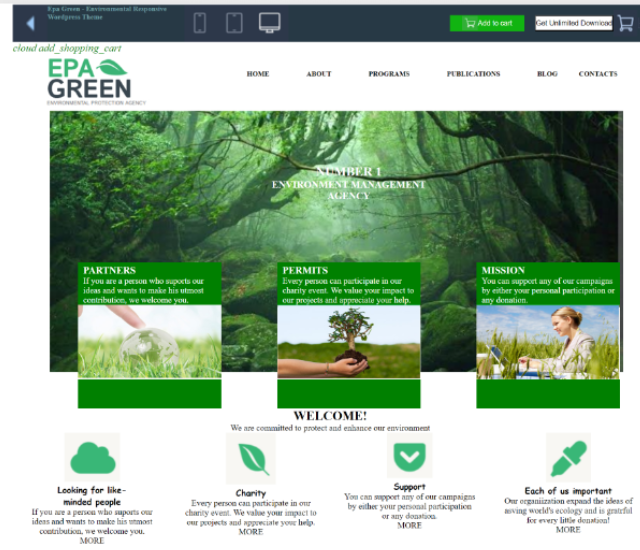 Epa Green - Environmental Responsive
Wordpress Theme
Add to cart
Get Unlimited Download
cloud add_shopping_cart
EPA
GREEN
ENVIRONMENTAL PROTECTION AGENCY
HOME ABOUT PROGRAMS PUBLICATIONS BLOG CONTACTS
NUMBER 1
ENVIRONMENT MANAGEMENT
AGENCY
PARTNERS
If you are a person who suports our
ideas and wants to make his utmost
contribution, we welcome you.
PERMITS
Every person can participate in our
charity event. We value your impact to
our projects and appreciate your help.
MISSION
You can support any of our campaigns
by either your personal participation or
any donation.
WELCOME!
We are committed to protect and enhance our environment
Looking for like-
minded people
If you are a person who suports our
ideas and wants to make his utmost
contribution, we welcome you.
MORE
Charity
Every person can participate in our
charity event. We value your impact to
our projects and appreciate your help.
MORE
Support
You can support any of our campaigns
by either your personal participation
or any donation.
MORE
Each of us important
Our organiization expand the ideas of
saving world's ecology and is grateful
for every little donation!
MORE